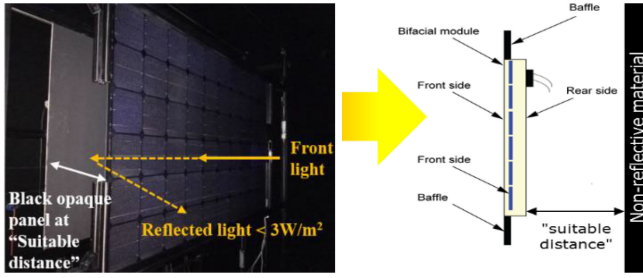 Front
light
Black opaque
panel at
“Suitable
distance”
Reflected light < 3W/m²
Baffle
Bifacial module
Front side
Rear side
Front side
Baffle
"suitable
distance"
Non-reflective material